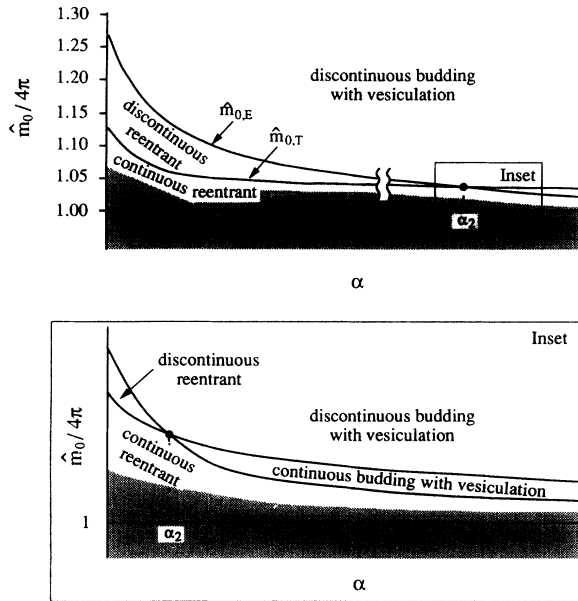 1.30
1.25
1.20
1.15
1.10
1.05
1.00
m̂₀ / 4π
discontinuous budding
with vesiculation
m̂₀,E
m̂₀,T
discontinuous
reentrant
continuous reentrant
Inset
α₂
α
Inset
discontinuous
reentrant
discontinuous budding
with vesiculation
m̂₀ / 4π
continuous
reentrant
continuous budding with vesiculation
1
α₂
α